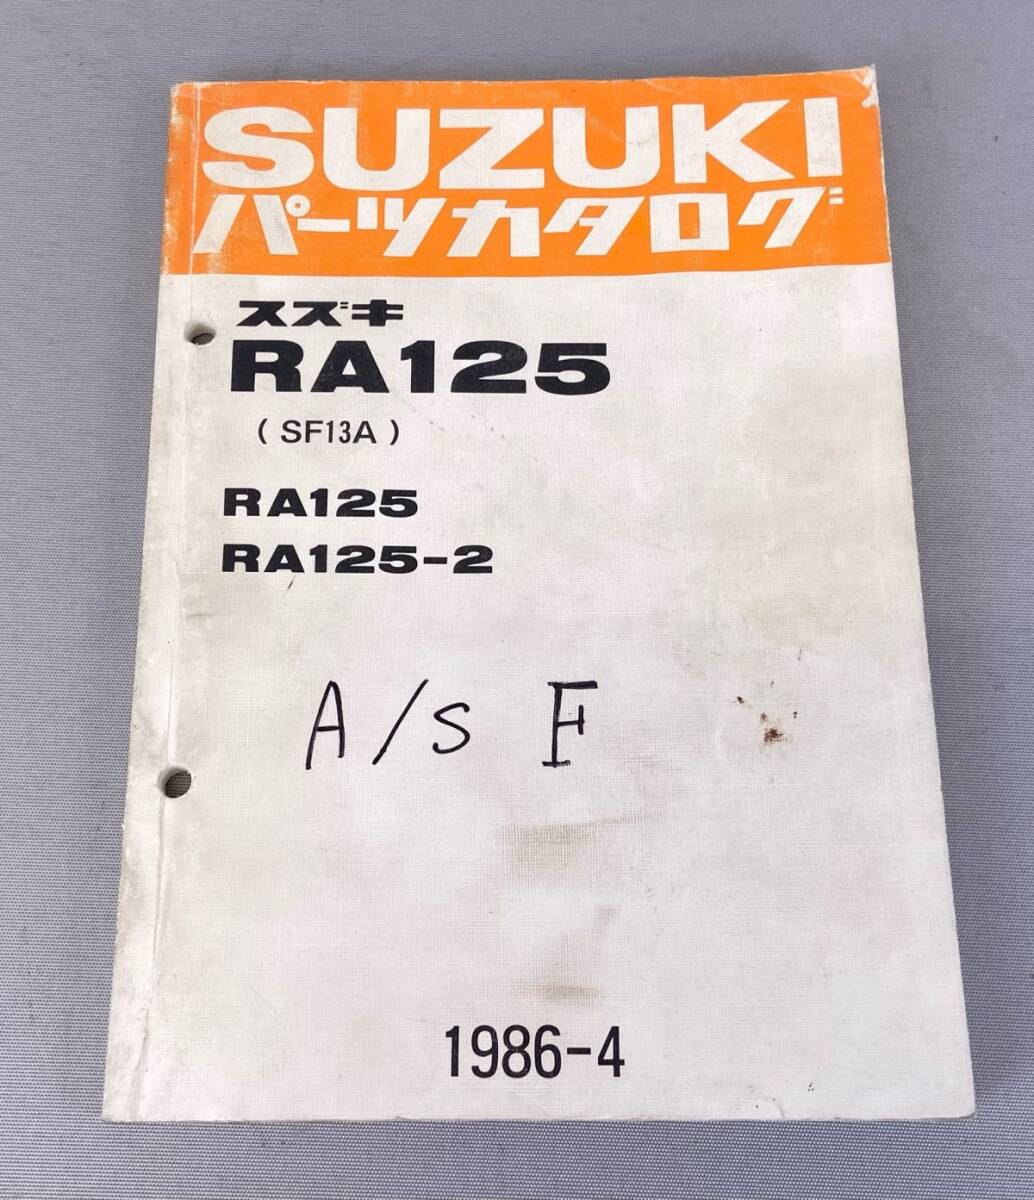 SUZUKI
パーツカタログ
スズキ
RA125
( SF13A )
RA125
RA125-2
A/S F
1986-4